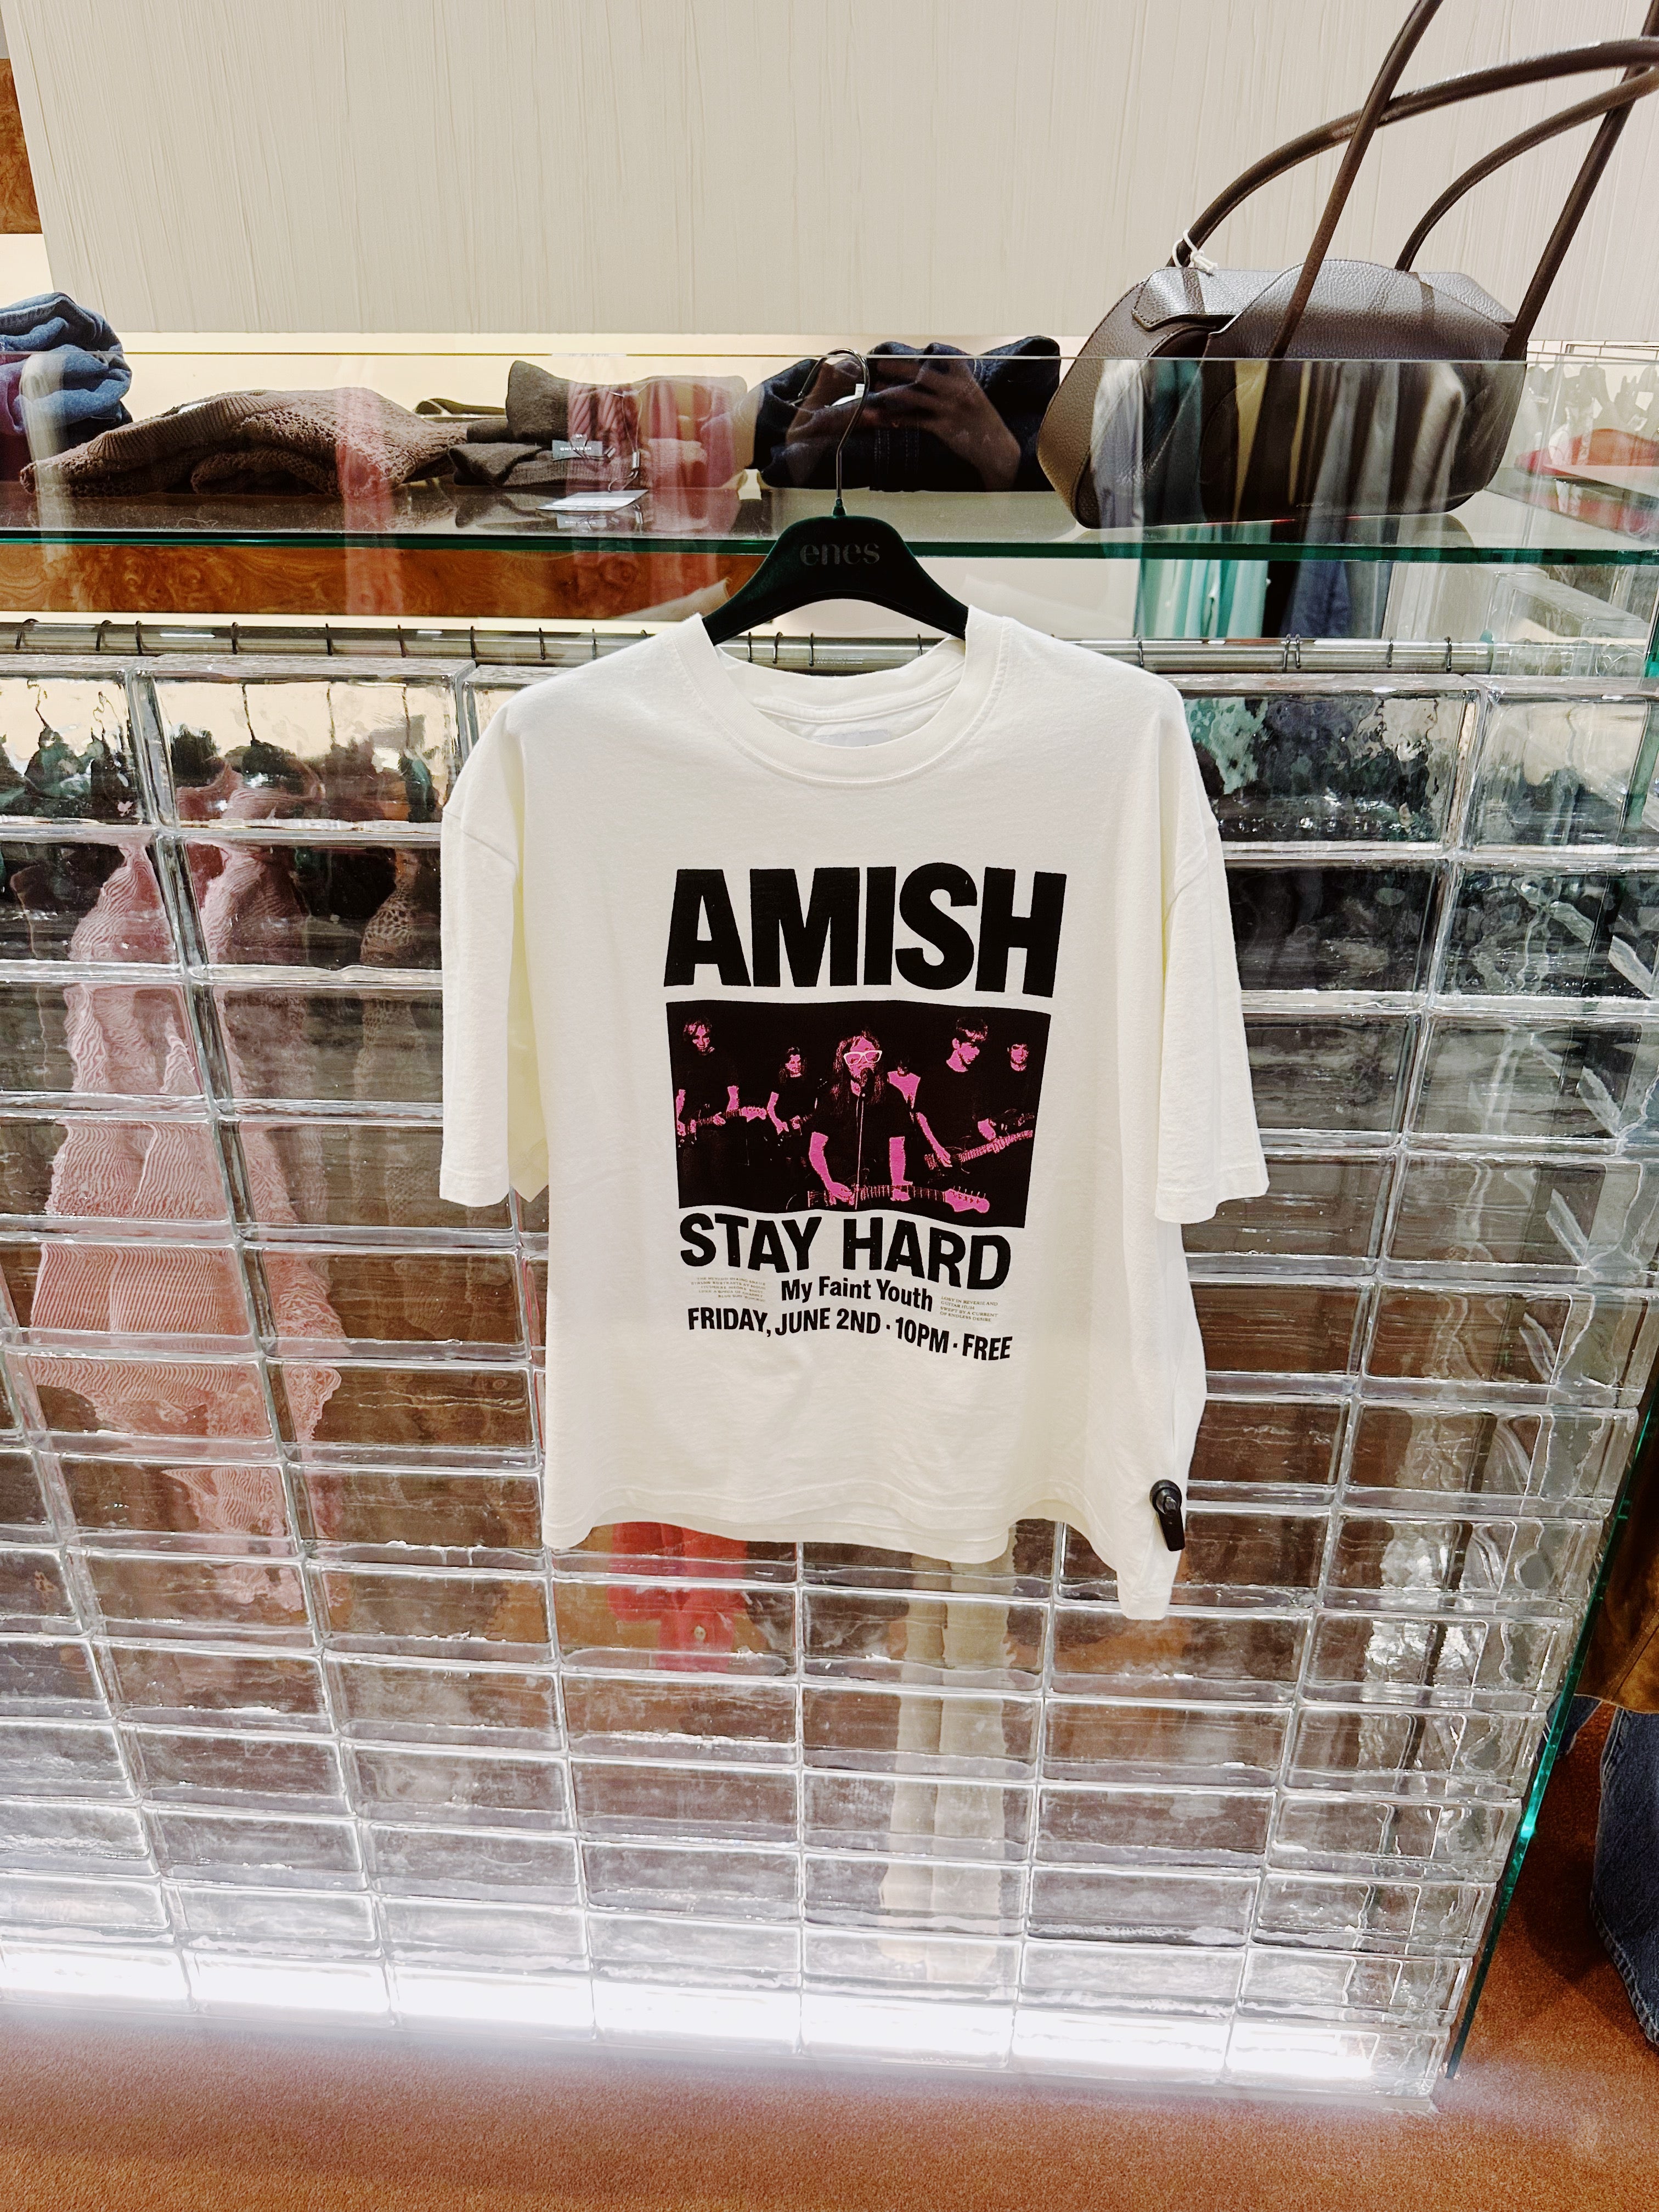 enes
AMISH
STAY HARD
My Faint Youth
FRIDAY, JUNE 2ND · 10PM · FREE